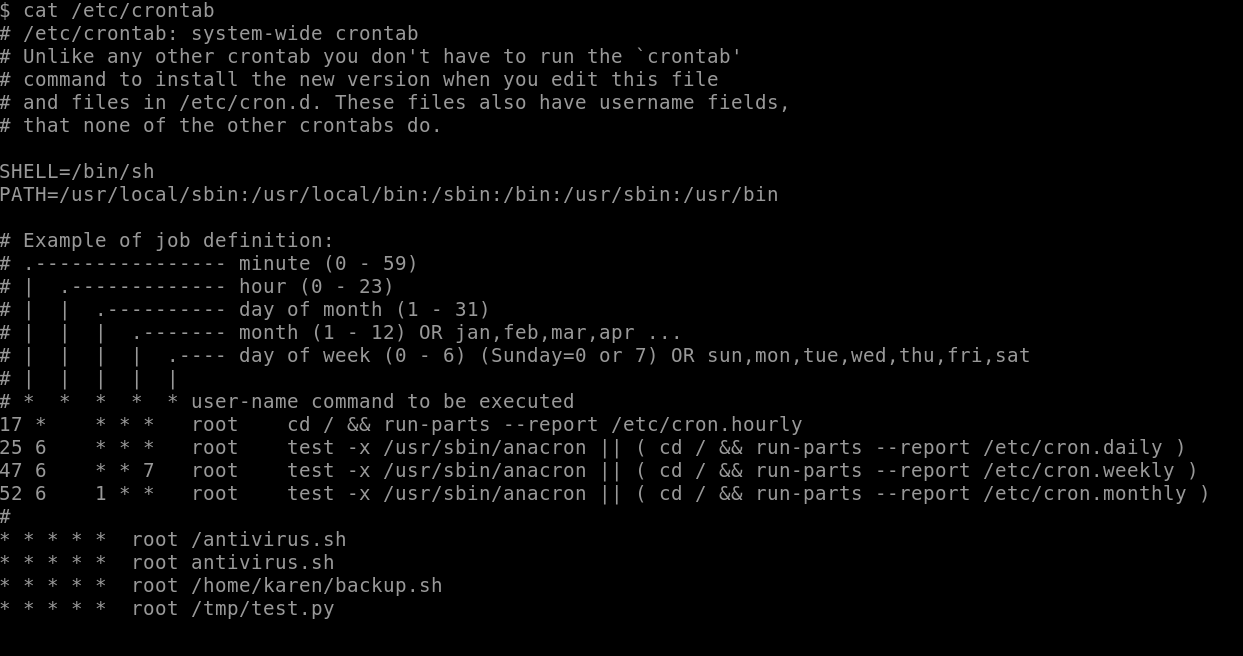 $ cat /etc/crontab
# /etc/crontab: system-wide crontab
# Unlike any other crontab you don't have to run the `crontab'
# command to install the new version when you edit this file
# and files in /etc/cron.d. These files also have username fields,
# that none of the other crontabs do.

SHELL=/bin/sh
PATH=/usr/local/sbin:/usr/local/bin:/sbin:/bin:/usr/sbin:/usr/bin

# Example of job definition:
# .---------------- minute (0 - 59)
# |  .------------- hour (0 - 23)
# |  |  .---------- day of month (1 - 31)
# |  |  |  .------- month (1 - 12) OR jan,feb,mar,apr ...
# |  |  |  |  .---- day of week (0 - 6) (Sunday=0 or 7) OR sun,mon,tue,wed,thu,fri,sat
# |  |  |  |  |
# *  *  *  *  * user-name command to be executed
17 *    * * *   root    cd / && run-parts --report /etc/cron.hourly
25 6    * * *   root    test -x /usr/sbin/anacron || ( cd / && run-parts --report /etc/cron.daily )
47 6    * * 7   root    test -x /usr/sbin/anacron || ( cd / && run-parts --report /etc/cron.weekly )
52 6    1 * *   root    test -x /usr/sbin/anacron || ( cd / && run-parts --report /etc/cron.monthly )
#
* * * * *  root /antivirus.sh
* * * * *  root antivirus.sh
* * * * *  root /home/karen/backup.sh
* * * * *  root /tmp/test.py